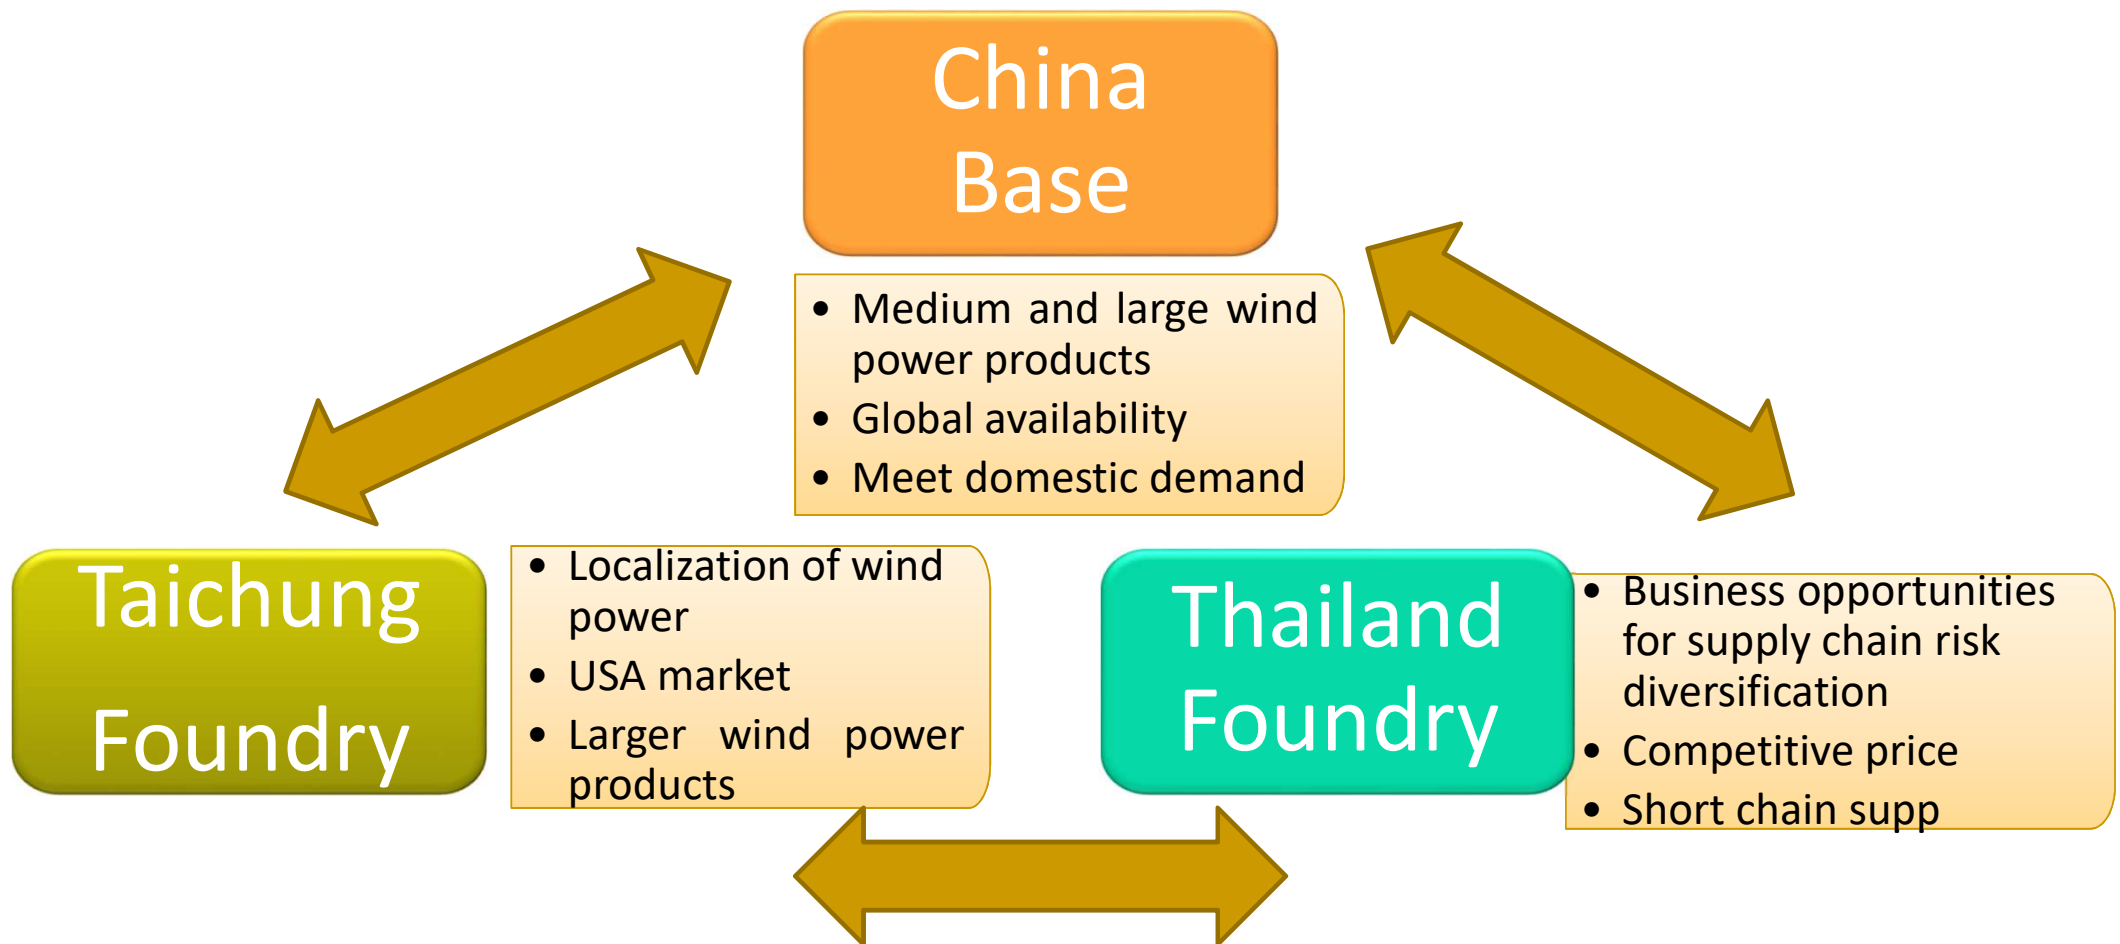 China
Base
• Medium and large wind
power products
• Global availability
• Meet domestic demand
Taichung
Foundry
• Localization of wind
power
• USA market
• Larger wind power
products
Thailand
Foundry
• Business opportunities
for supply chain risk
diversification
• Competitive price
• Short chain supp